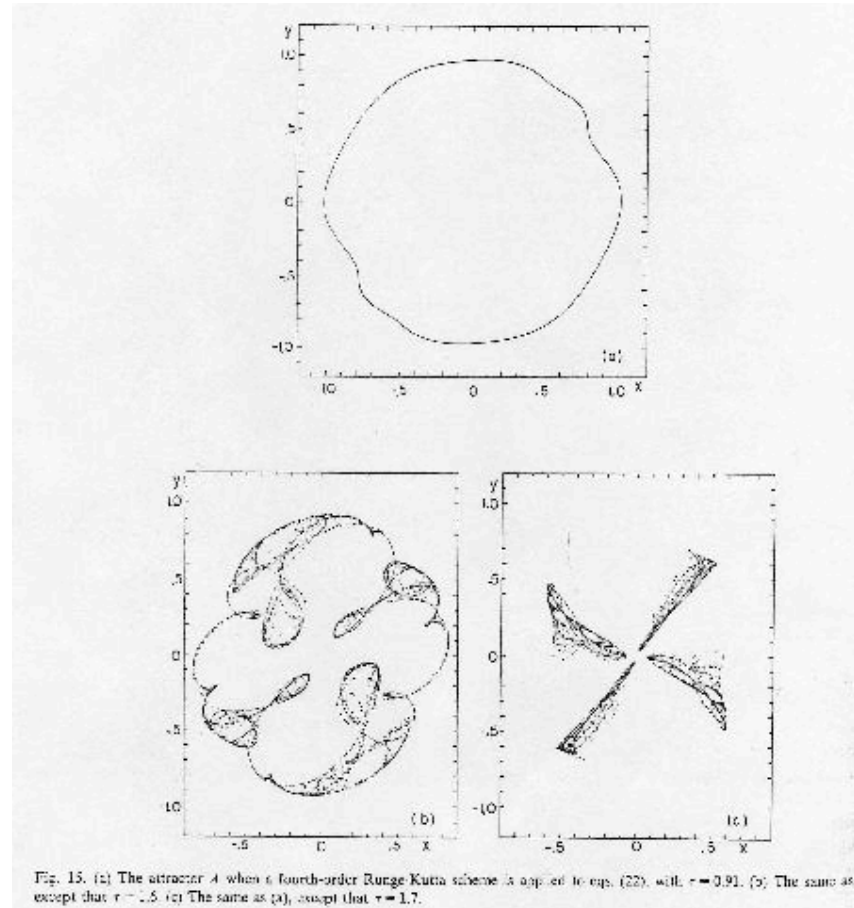 y
1.0
.5
0
-.5
-1.0
(a)
1.0 -.5 0 .5 1.0 X
y
1.0
.5
0
-.5
-1.0
(b)
-.5 0 .5 X
y
1.0
.5
0
-.5
-1.0
(c)
-.5 0 .5 X
Fig. 15. (a) The attractor A when a fourth-order Runge-Kutta scheme is applied to eqs. (22), with τ = 0.91. (b) The same as
except that τ = 1.5. (c) The same as (a), except that τ = 1.7.